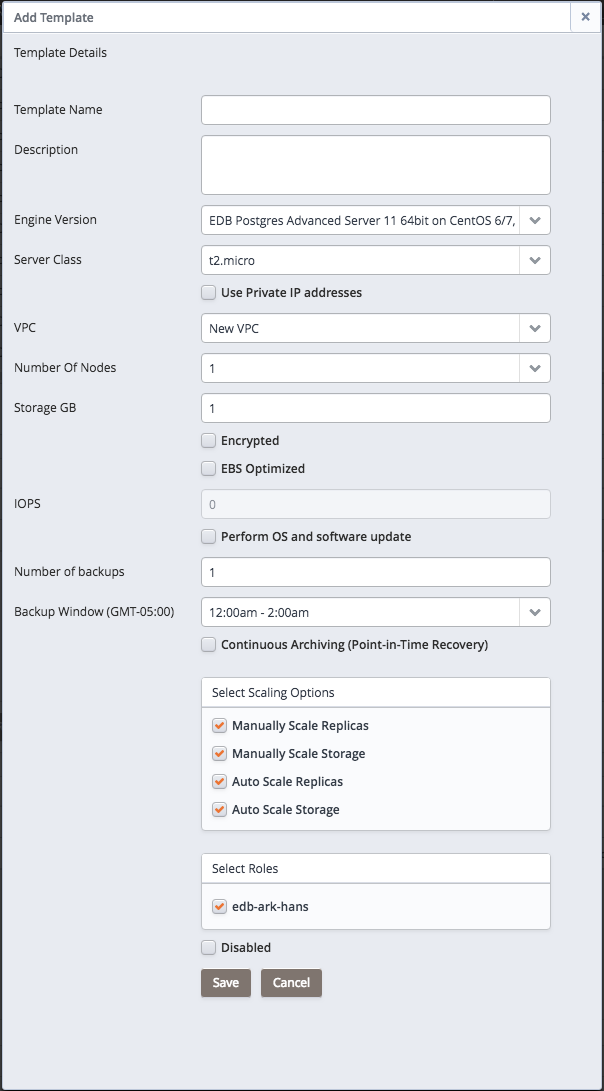 Add Template
Template Details
Template Name
Description
Engine Version
EDB Postgres Advanced Server 11 64bit on CentOS 6/7,
Server Class
t2.micro
Use Private IP addresses
VPC
New VPC
Number Of Nodes
1
Storage GB
1
Encrypted
EBS Optimized
IOPS
0
Perform OS and software update
Number of backups
1
Backup Window (GMT-05:00)
12:00am - 2:00am
Continuous Archiving (Point-in-Time Recovery)
Select Scaling Options
Manually Scale Replicas
Manually Scale Storage
Auto Scale Replicas
Auto Scale Storage
Select Roles
edb-ark-hans
Disabled
Save
Cancel